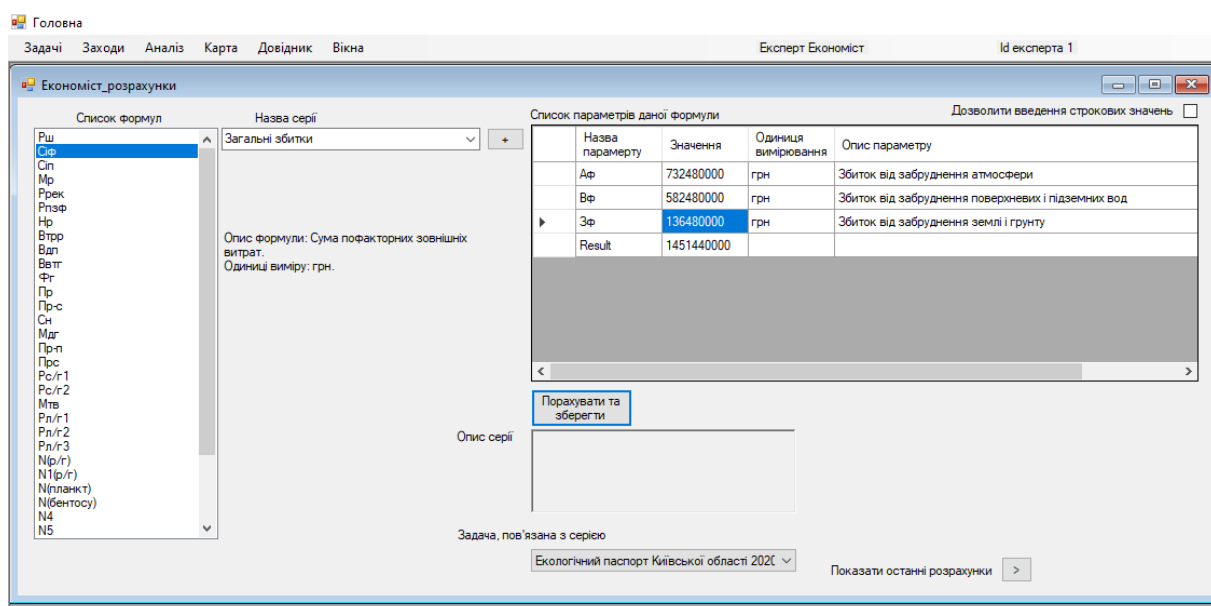 Головна
Задачі Заходи Аналіз Карта Довідник Вікна Експерт Економіст Id експерта 1
Економіст_розрахунки
Список формул
Назва серії
Список параметрів даної формули
Дозволити введення строкових значень
Рш
Сіф
Сіп
Мр
Ррек
Рпзф
Нр
Втрр
Вдп
Ввтг
Фг
Пр
Пр-с
Сн
Мдг
Пр-п
Прс
Рс/г1
Рс/г2
Мтв
Рл/г1
Рл/г2
Рл/г3
N(р/г)
N1(р/г)
N(планкт)
N(бентосу)
N4
N5
Загальні збитки
+
Опис формули: Сума пофакторних зовнішніх
витрат.
Одиниці виміру: грн.
Назва
параметру Значення Одиниця
вимірювання Опис параметру
Аф 732480000 грн Збиток від забруднення атмосфери
Вф 582480000 грн Збиток від забруднення поверхневих і підземних вод
Зф 136480000 грн Збиток від забруднення землі і грунту
Result 1451440000
Порахувати та
зберегти
Опис серії
Задача, пов'язана з серією
Екологічний паспорт Київської області 202
Показати останні розрахунки >